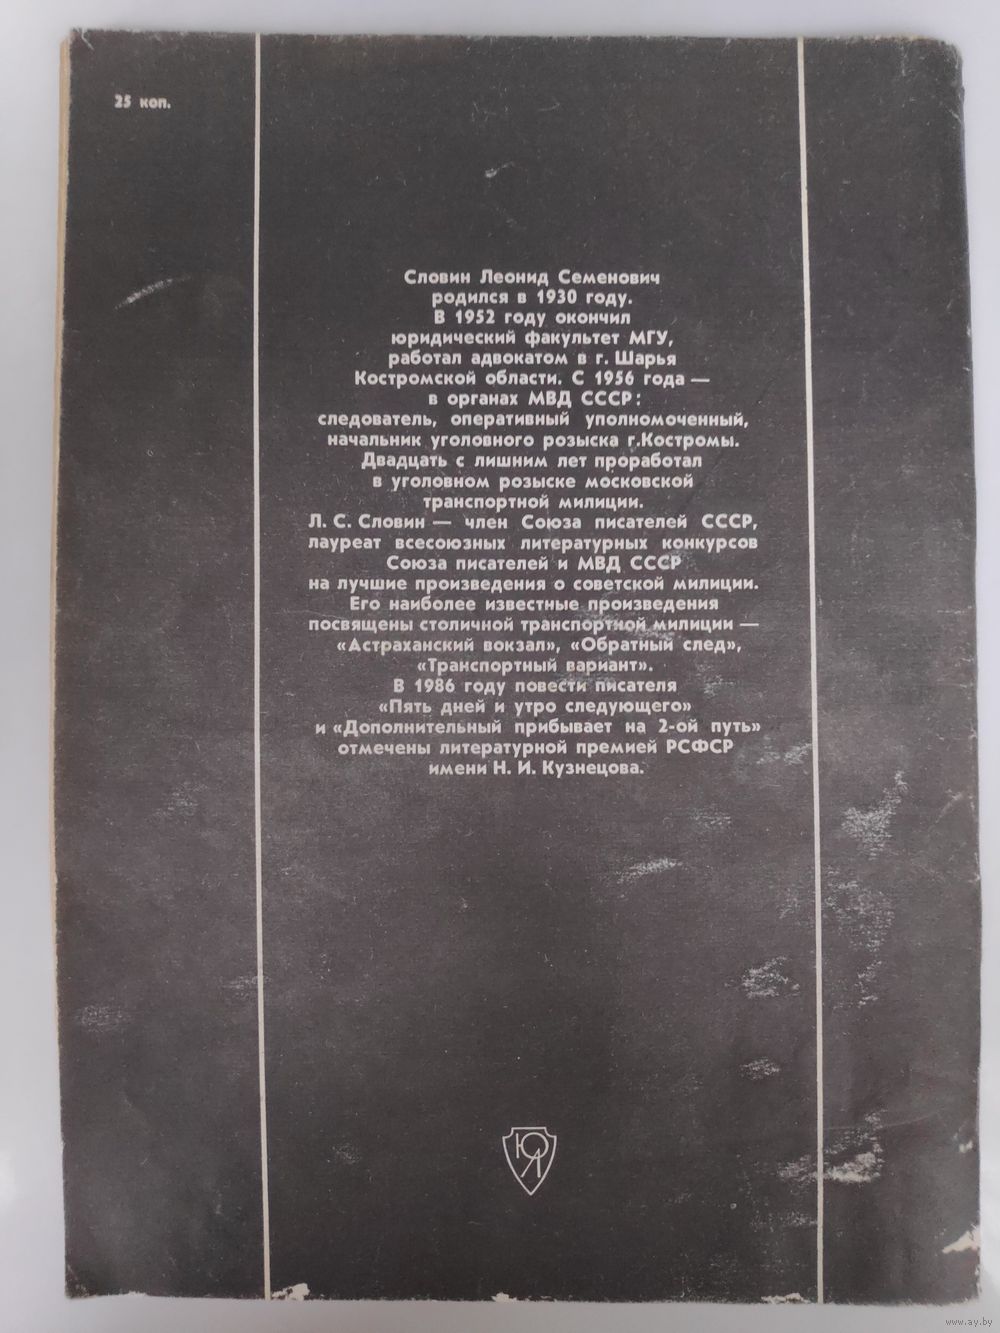 25 коп.
Словин Леонид Семенович
родился в 1930 году.
В 1952 году окончил
юридический факультет МГУ,
работал адвокатом в г. Шарья
Костромской области. С 1956 года —
в органах МВД СССР:
следователь, оперативный уполномоченный,
начальник уголовного розыска г.Костромы.
Двадцать с лишним лет проработал
в уголовном розыске московской
транспортной милиции.
Л. С. Словин — член Союза писателей СССР,
лауреат всесоюзных литературных конкурсов
Союза писателей и МВД СССР
на лучшие произведения о советской милиции.
Его наиболее известные произведения
посвящены столичной транспортной милиции —
«Астраханский вокзал», «Обратный след»,
«Транспортный вариант».
В 1986 году повести писателя
«Пять дней и утро следующего»
и «Дополнительный прибывает на 2-ой путь»
отмечены литературной премией РСФСР
имени Н. И. Кузнецова.
ЮЛ
www.ay.by